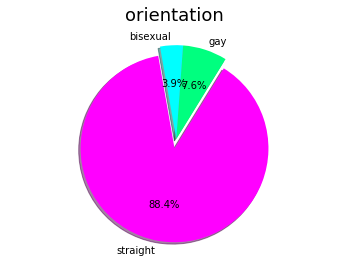 orientation
bisexual
gay
3.9%
7.6%
88.4%
straight